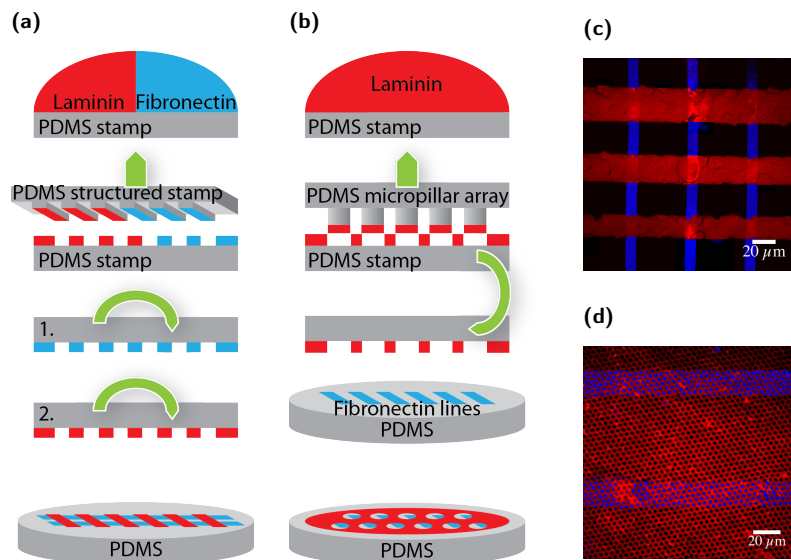 (a)
Laminin
Fibronectin
PDMS stamp
PDMS structured stamp
PDMS stamp
1.
2.
PDMS
(b)
Laminin
PDMS stamp
PDMS micropillar array
PDMS stamp
Fibronectin lines
PDMS
PDMS
(c)
20 µm
(d)
20 µm